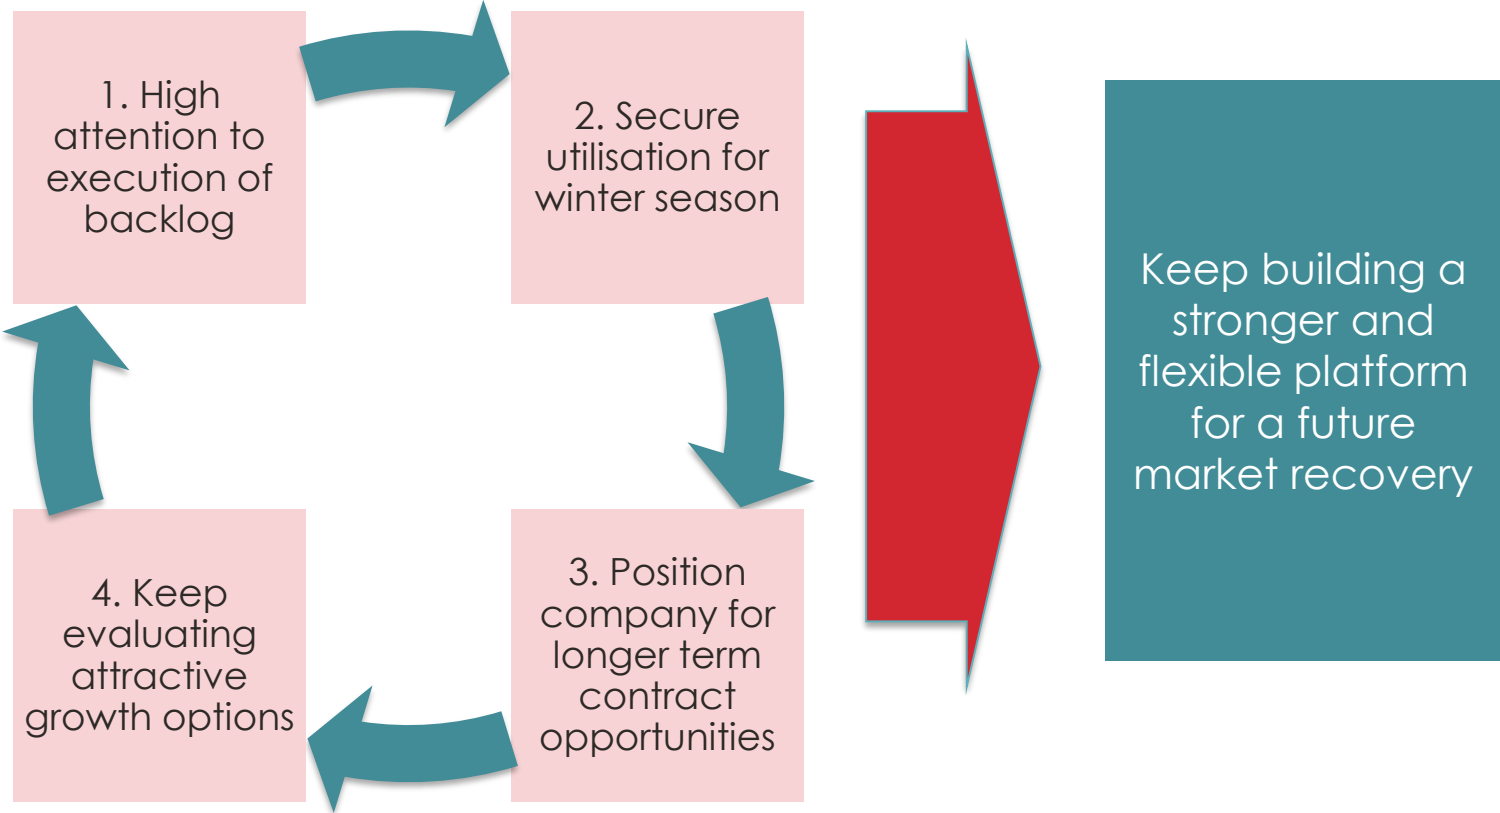 1. High
attention to
execution of
backlog
2. Secure
utilisation for
winter season
3. Position
company for
longer term
contract
opportunities
4. Keep
evaluating
attractive
growth options
Keep building a
stronger and
flexible platform
for a future
market recovery